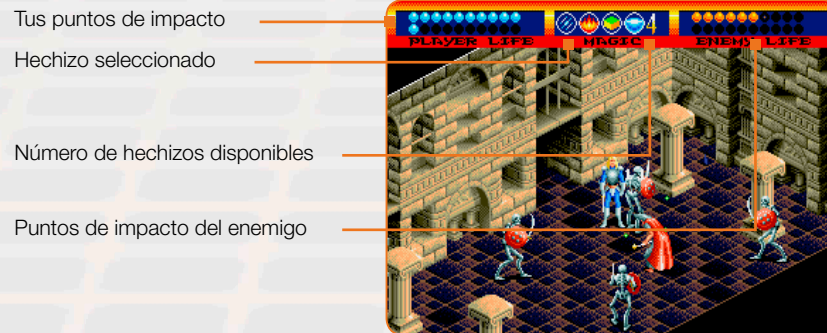 Tus puntos de impacto
Hechizo seleccionado
Número de hechizos disponibles
Puntos de impacto del enemigo
4
PLAYER LIFE MAGIC ENEMY LIFE